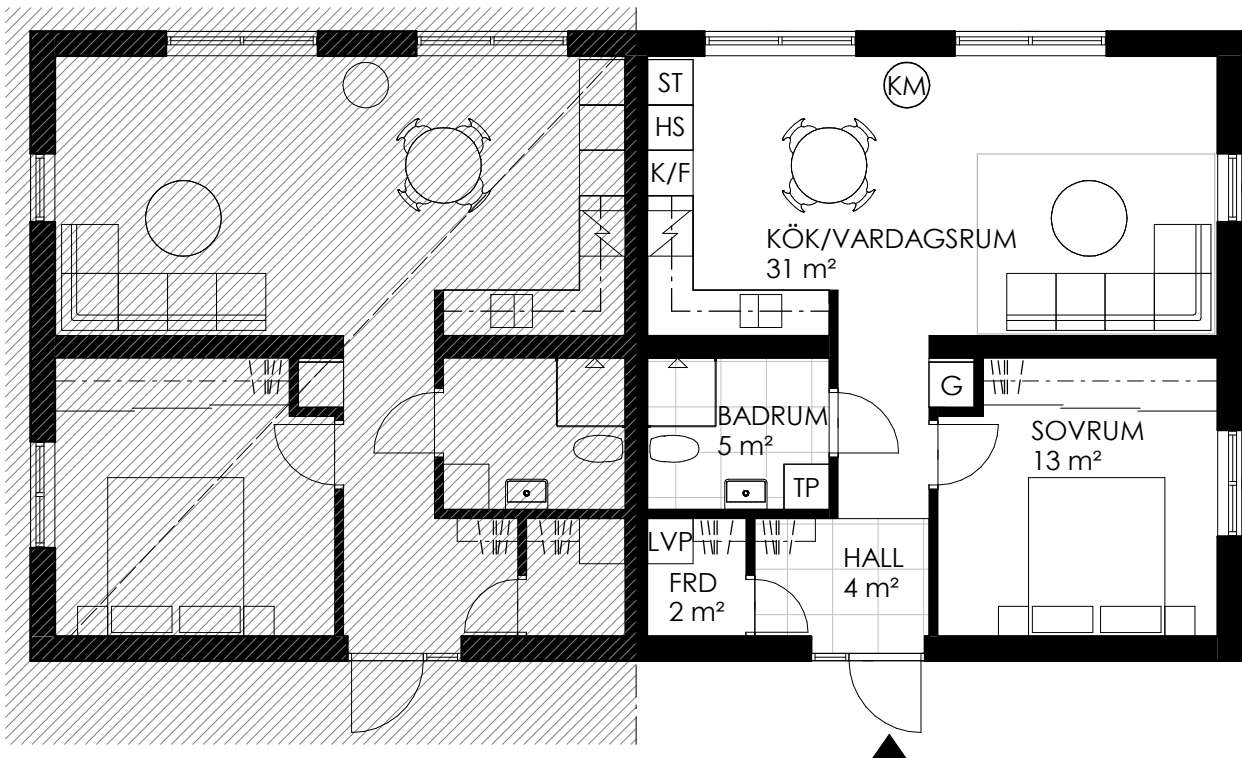 ST
KM
HS
K/F
KÖK/VARDAGSRUM
31 m²
G
BADRUM
5 m²
SOVRUM
13 m²
TP
LVP
HALL
4 m²
FRD
2 m²